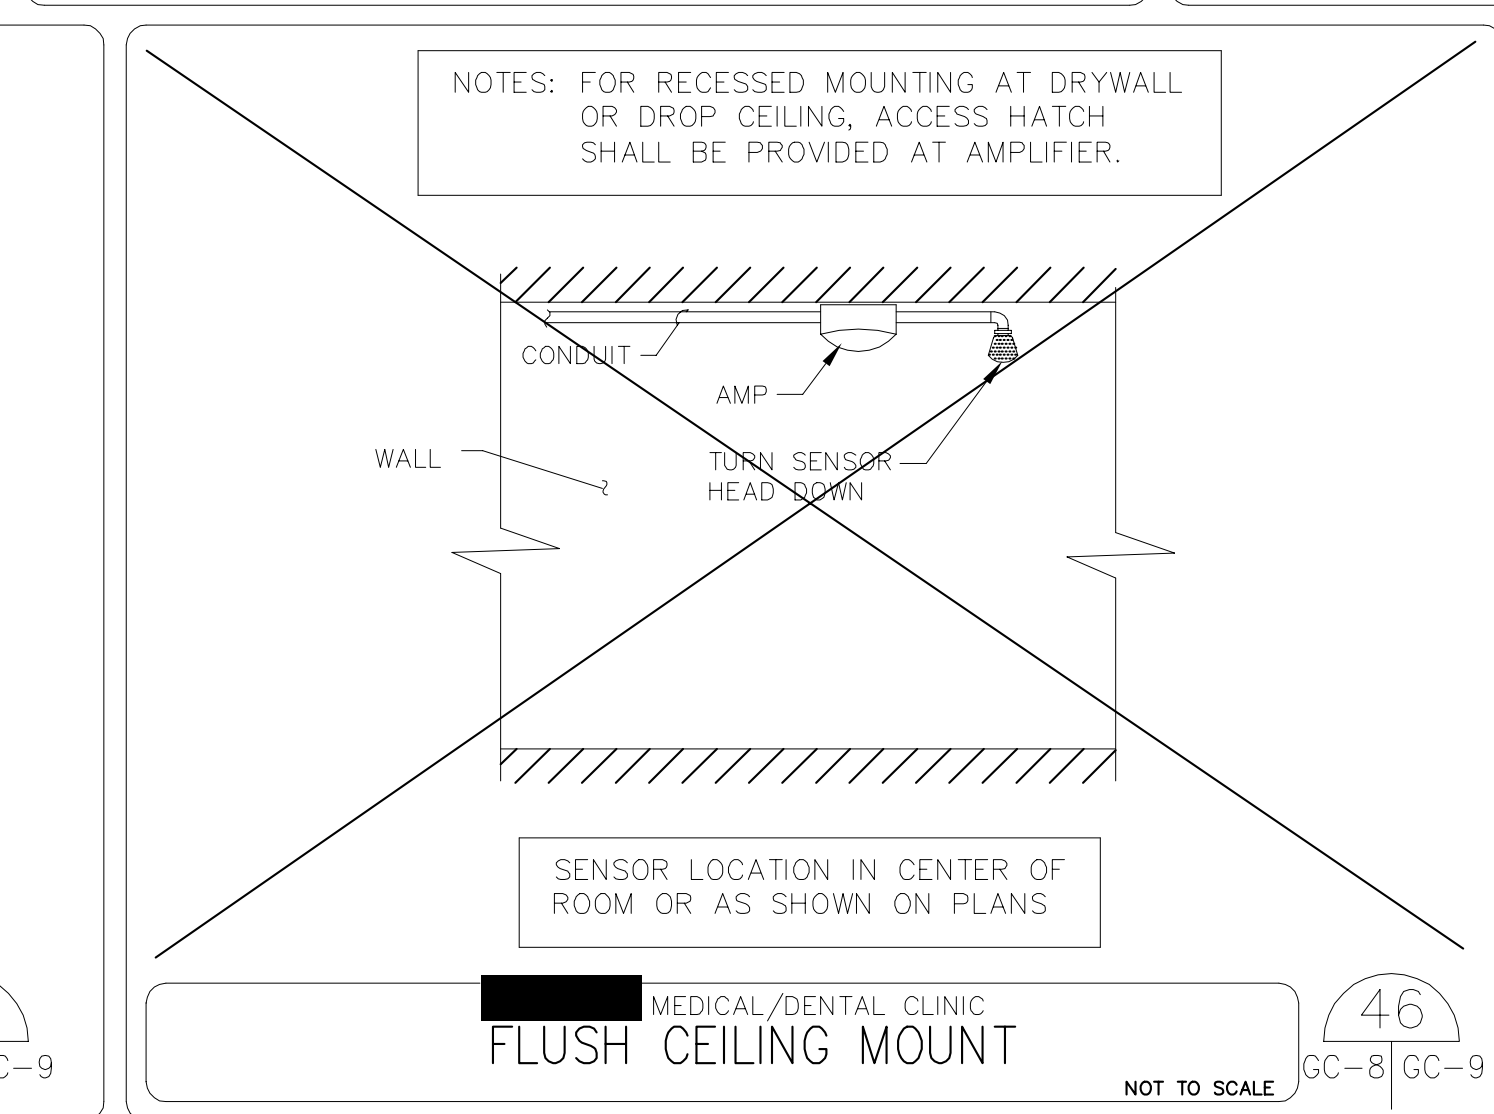 NOTES: FOR RECESSED MOUNTING AT DRYWALL
OR DROP CEILING, ACCESS HATCH
SHALL BE PROVIDED AT AMPLIFIER.
CONDUIT
AMP
WALL
TURN SENSOR
HEAD DOWN
SENSOR LOCATION IN CENTER OF
ROOM OR AS SHOWN ON PLANS
MEDICAL/DENTAL CLINIC
FLUSH CEILING MOUNT
NOT TO SCALE
46
GC-8 GC-9
C-9